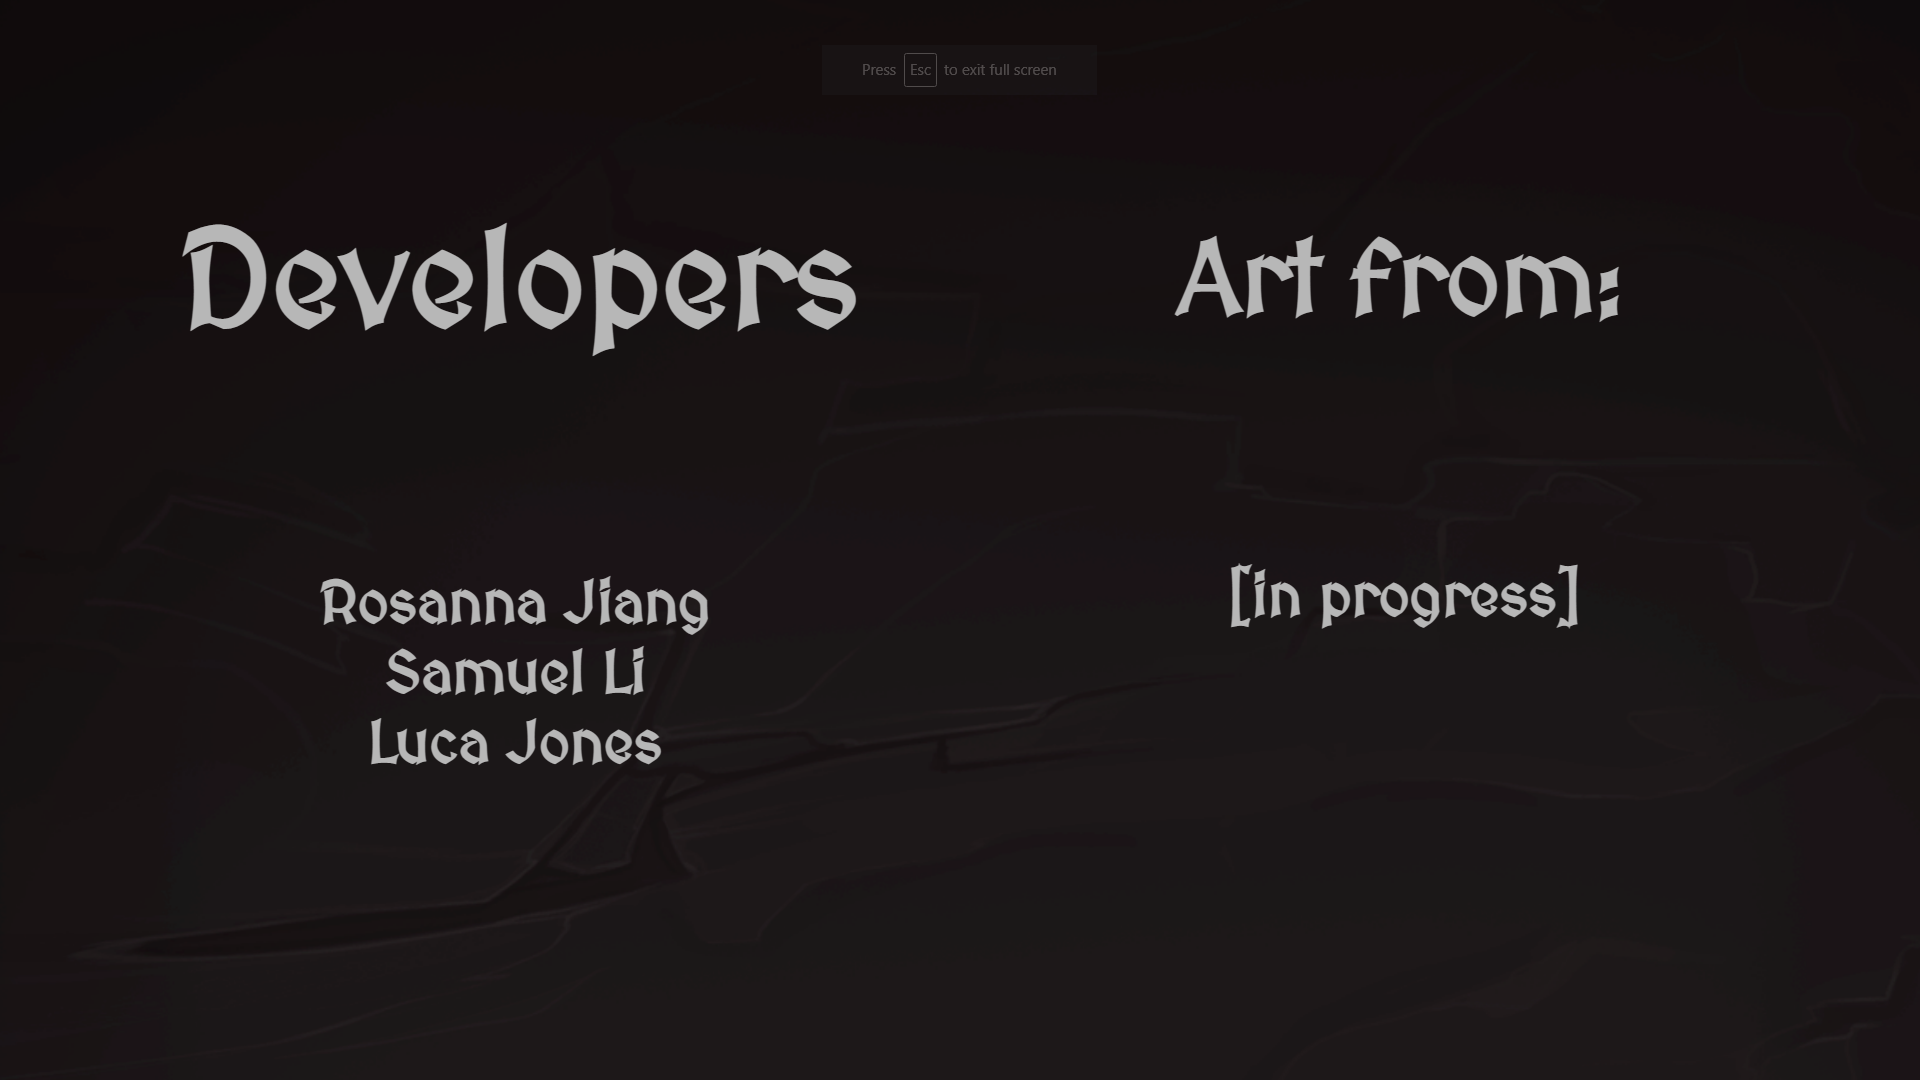 Press Esc to exit full screen
Developers
Art from:
Rosanna Jiang
Samuel Li
Luca Jones
[in progress]